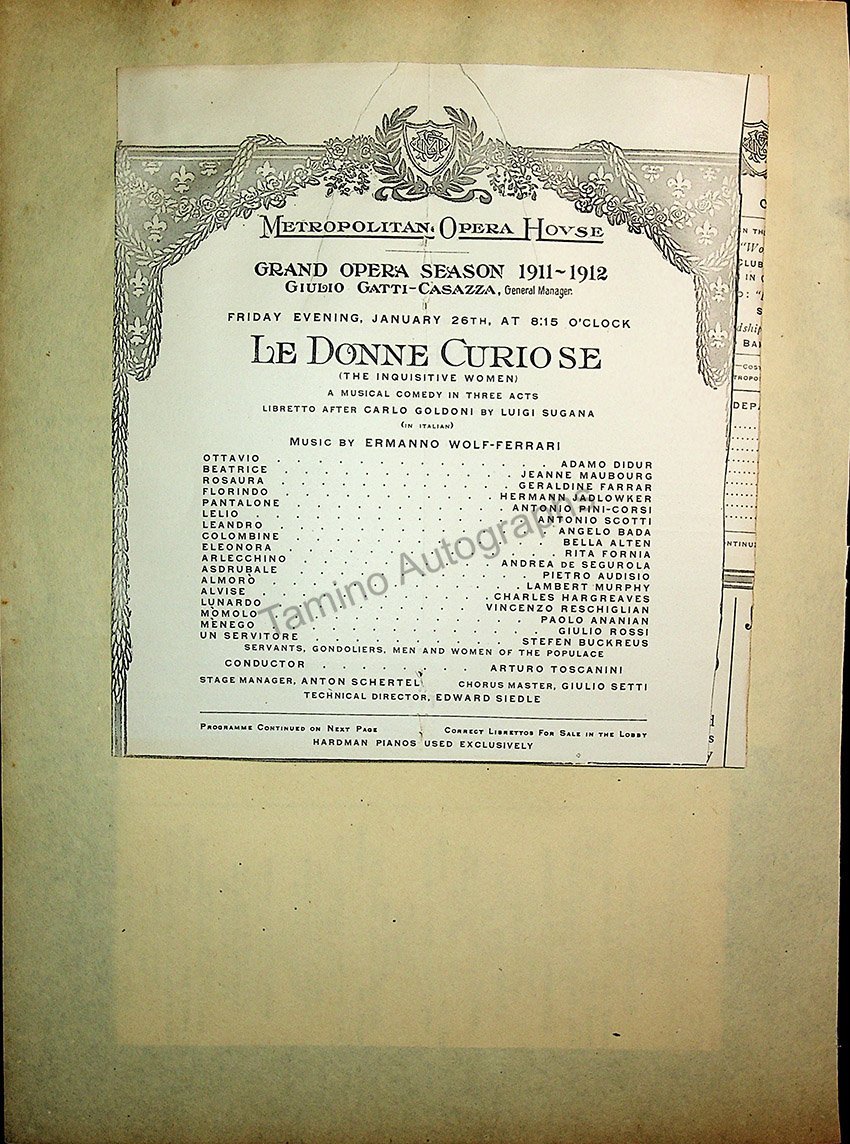 METROPOLITAN OPERA HOVSE
GRAND OPERA SEASON 1911~1912
GIULIO GATTI-CASAZZA, General Manager.
FRIDAY EVENING, JANUARY 26TH, AT 8:15 O'CLOCK
LE DONNE CURIOSE
(THE INQUISITIVE WOMEN)
A MUSICAL COMEDY IN THREE ACTS
LIBRETTO AFTER CARLO GOLDONI BY LUIGI SUGANA
(IN ITALIAN)
MUSIC BY ERMANNO WOLF-FERRARI
OTTAVIO . . . . . . . . . . ADAMO DIDUR
BEATRICE . . . . . . . . . . JEANNE MAUBOURG
ROSAURA . . . . . . . . . . GERALDINE FARRAR
FLORINDO . . . . . . . . . . HERMANN JADLOWKER
PANTALONE . . . . . . . . . . ANTONIO PINI-CORSI
LELIO . . . . . . . . . . ANTONIO SCOTTI
LEANDRO . . . . . . . . . . ANGELO BADA
COLOMBINE . . . . . . . . . . BELLA ALTEN
ELEONORA . . . . . . . . . . RITA FORNIA
ARLECCHINO . . . . . . . . . . ANDREA DE SEGUROLA
ASDRUBALE . . . . . . . . . . PIETRO AUDISIO
ALMORÒ . . . . . . . . . . LAMBERT MURPHY
ALVISE . . . . . . . . . . CHARLES HARGREAVES
LUNARDO . . . . . . . . . . VINCENZO RESCHIGLIAN
MOMOLO . . . . . . . . . . PAOLO ANANIAN
MENEGO . . . . . . . . . . GIULIO ROSSI
UN SERVITORE . . . . . . . . . . STEFEN BUCKREUS
SERVANTS, GONDOLIERS, MEN AND WOMEN OF THE POPULACE
CONDUCTOR . . . . . . . . ARTURO TOSCANINI
STAGE MANAGER, ANTON SCHERTEL CHORUS MASTER, GIULIO SETTI
TECHNICAL DIRECTOR, EDWARD SIEDLE
PROGRAMME CONTINUED ON NEXT PAGE CORRECT LIBRETTOS FOR SALE IN THE LOBBY
HARDMAN PIANOS USED EXCLUSIVELY
Tamino Autographs